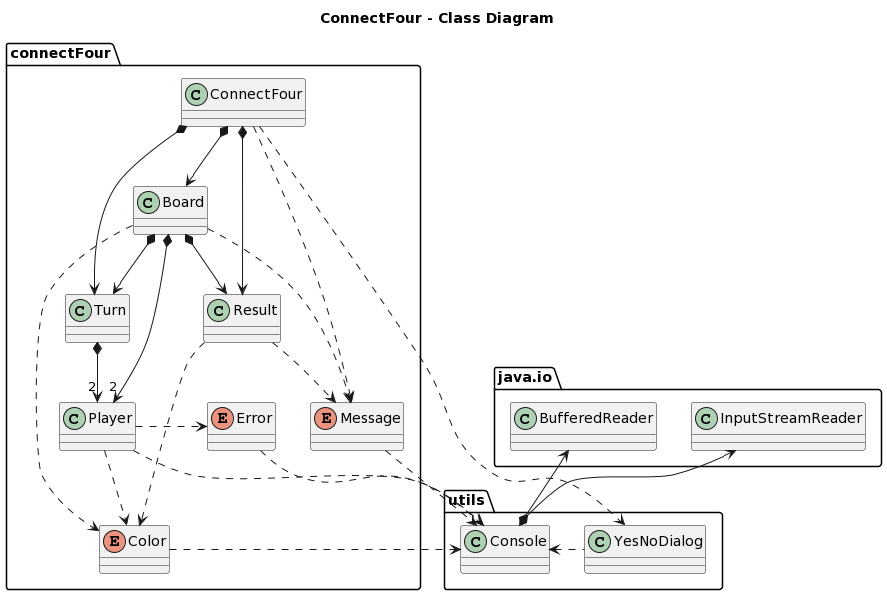 ConnectFour - Class Diagram
connectFour
C ConnectFour
C Board
C Turn
C Result
java.io
2 2
C Player
E Error
E Message
C BufferedReader
C InputStreamReader
utils
E Color
C Console
C YesNoDialog